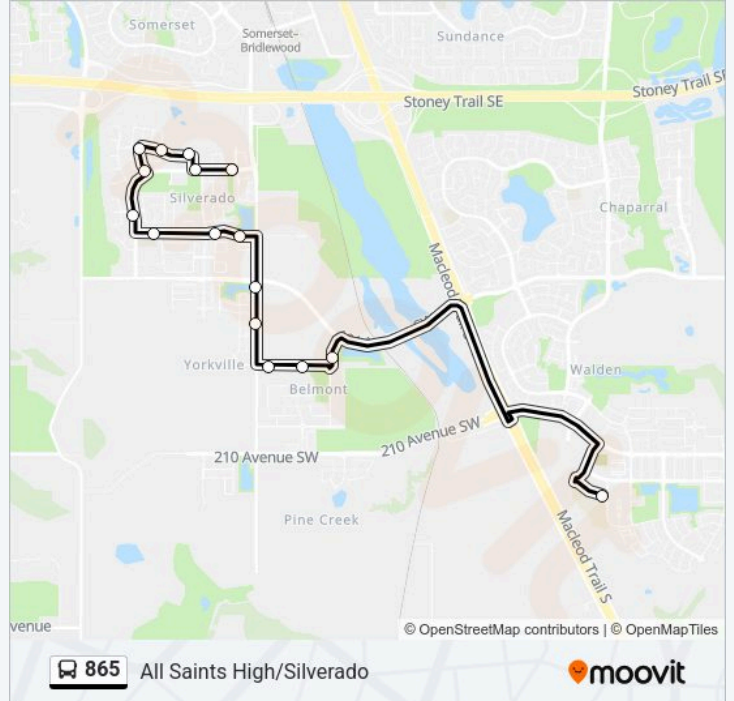 Somerset
Somerset–
Bridlewood
Sundance
Stoney Trail SE
Stoney Trail SE
Silverado
Chaparral
Macleod
Yorkville
Belmont
Walden
210 Avenue SW
210 Avenue SW
Pine Creek
Macleod Trail S
venue
© OpenStreetMap contributors | © OpenMapTiles
865 All Saints High/Silverado
moovit